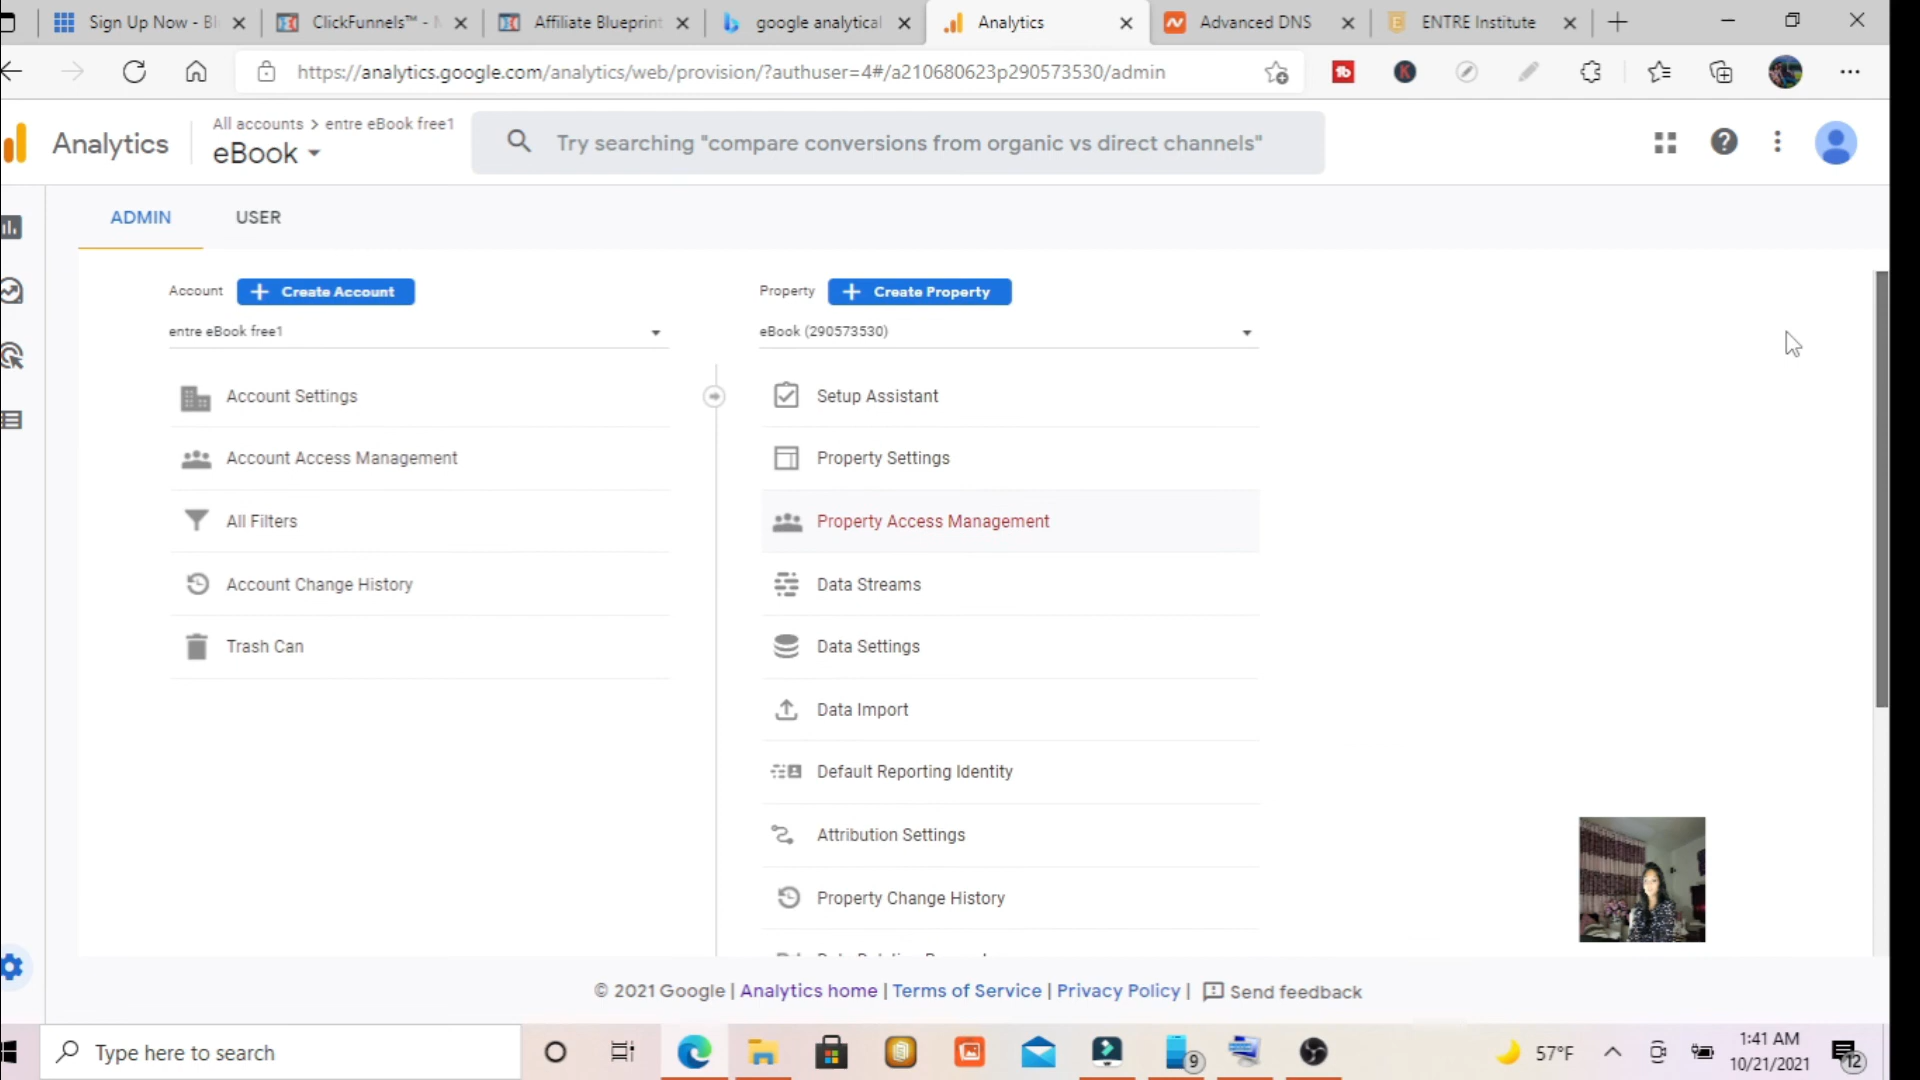 Sign Up Now - Bl
ClickFunnels™ - M
Affiliate Blueprint
google analytical
Analytics
Advanced DNS
ENTRE Institute
https://analytics.google.com/analytics/web/provision/?authuser=4#/a210680623p290573530/admin
Analytics
All accounts > entre eBook free1
eBook
Try searching "compare conversions from organic vs direct channels"
ADMIN
USER
Account
+ Create Account
Property
+ Create Property
entre eBook free1
eBook (290573530)
Account Settings
Setup Assistant
Account Access Management
Property Settings
All Filters
Property Access Management
Account Change History
Data Streams
Trash Can
Data Settings
Data Import
Default Reporting Identity
Attribution Settings
Property Change History
© 2021 Google | Analytics home | Terms of Service | Privacy Policy | Send feedback
Type here to search
9
57°F
1:41 AM
10/21/2021
12